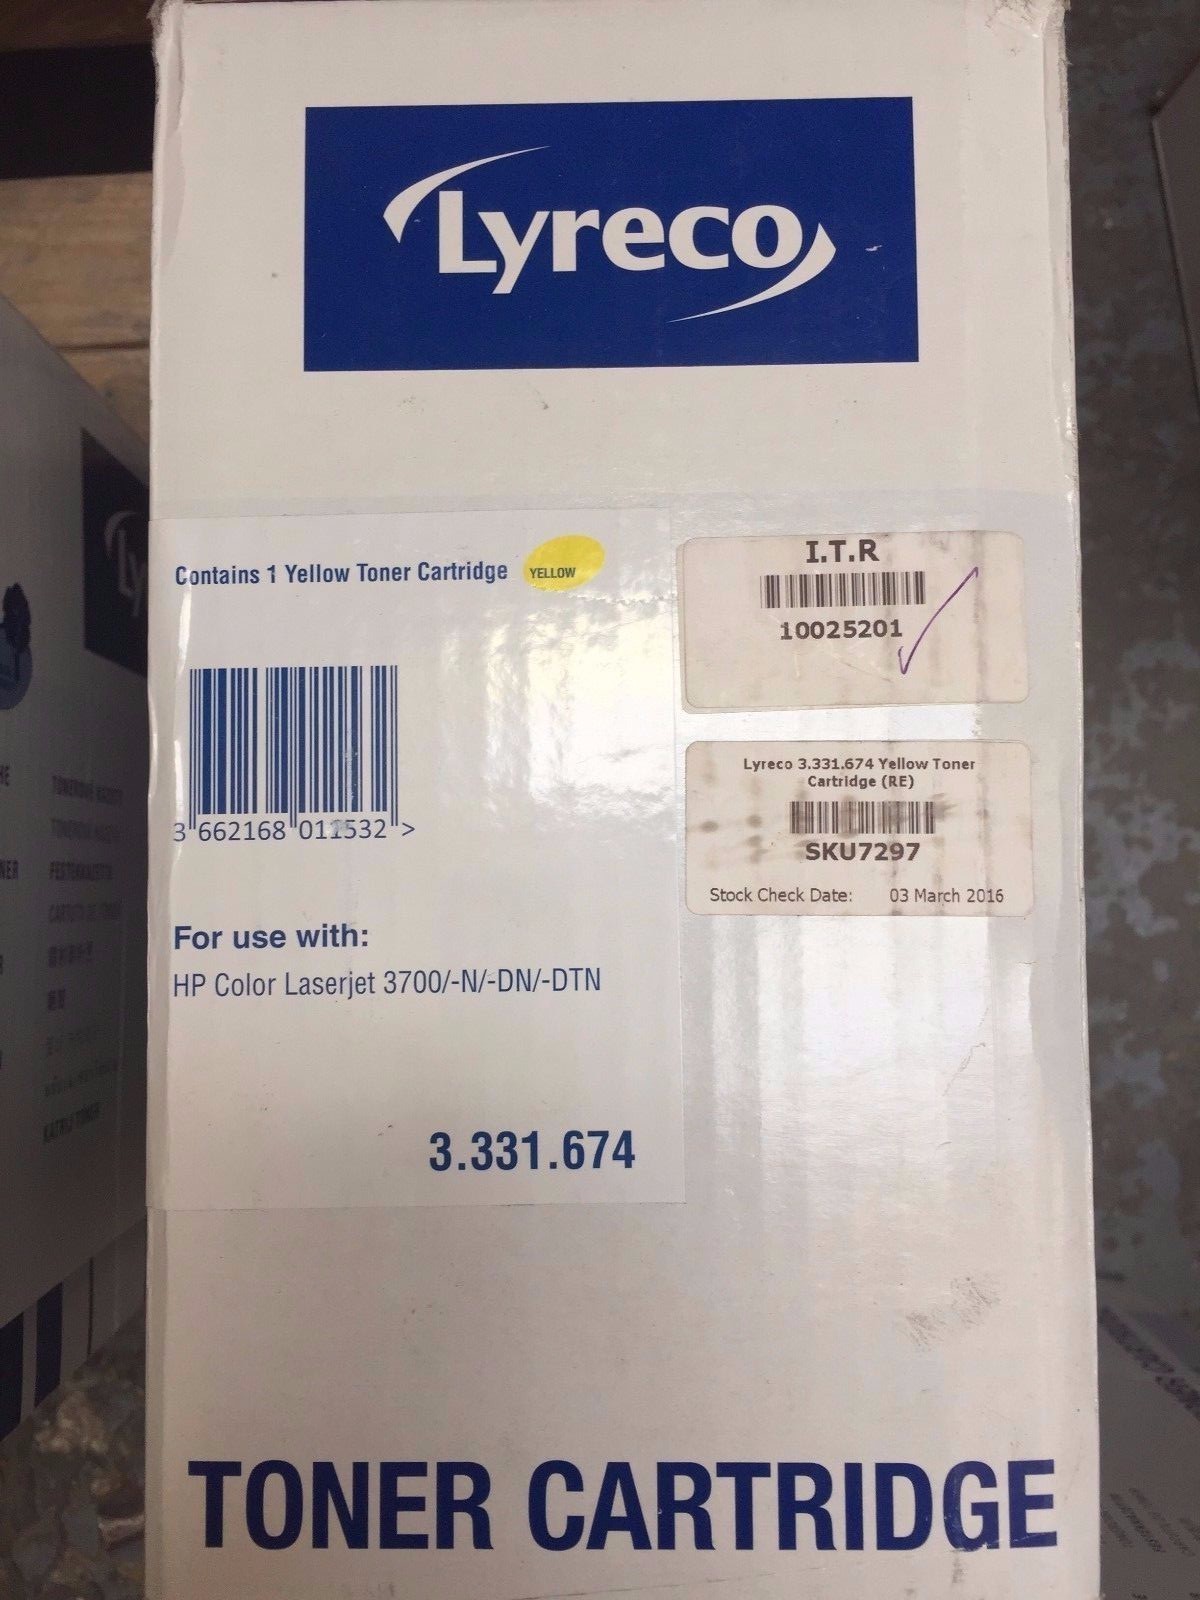 Lyreco
Contains 1 Yellow Toner Cartridge YELLOW
3 662168 011532 >
For use with:
HP Color Laserjet 3700/-N/-DN/-DTN
3.331.674
I.T.R
10025201
Lyreco 3.331.674 Yellow Toner
Cartridge (RE)
SKU7297
Stock Check Date: 03 March 2016
TONER CARTRIDGE